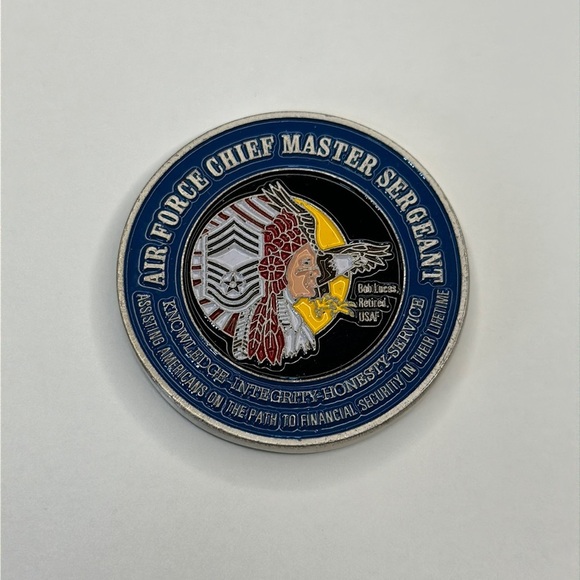 AIR FORCE CHIEF MASTER SERGEANT
Bob Lucas,
Retired,
USAF
KNOWLEDGE-INTEGRITY-HONESTY-SERVICE
ASSISTING AMERICANS ON THE PATH TO FINANCIAL SECURITY IN THEIR LIFETIME